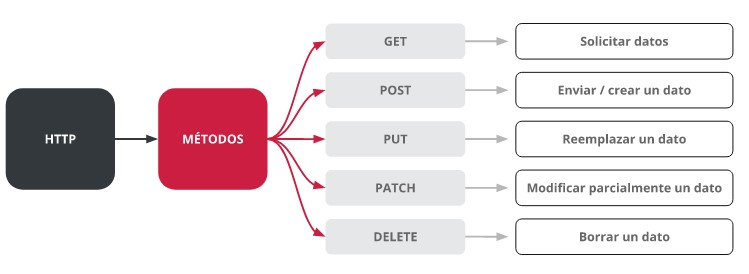 HTTP
MÉTODOS
GET
Solicitar datos
POST
Enviar / crear un dato
PUT
Reemplazar un dato
PATCH
Modificar parcialmente un dato
DELETE
Borrar un dato